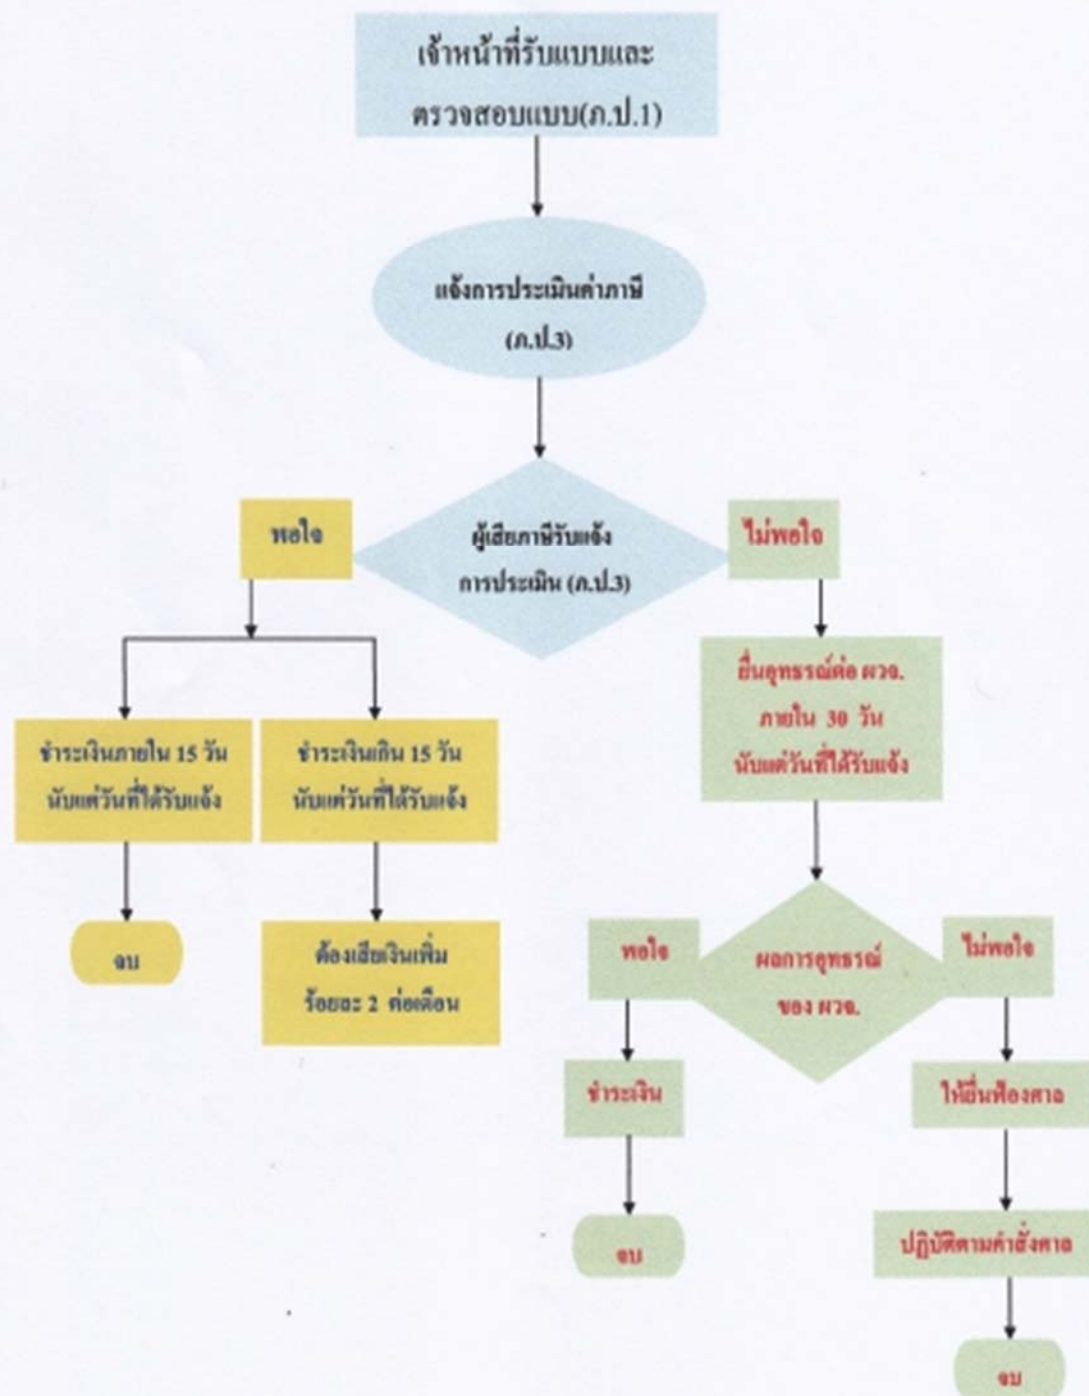 เจ้าหน้าที่รับแบบและ
ตรวจสอบแบบ(ภ.ป.1)
แจ้งการประเมินค่าภาษี
(ภ.ป.3)
ผู้เสียภาษีรับแจ้ง
การประเมิน (ภ.ป.3)
พอใจ
ไม่พอใจ
ชำระเงินภายใน 15 วัน
นับแต่วันที่ได้รับแจ้ง
ชำระเงินเกิน 15 วัน
นับแต่วันที่ได้รับแจ้ง
จบ
ต้องเสียเงินเพิ่ม
ร้อยละ 2 ต่อเดือน
ยื่นอุทธรณ์ต่อ ผวจ.
ภายใน 30 วัน
นับแต่วันที่ได้รับแจ้ง
ผลการอุทธรณ์
ของ ผวจ.
พอใจ
ไม่พอใจ
ชำระเงิน
จบ
ให้ยื่นฟ้องศาล
ปฏิบัติตามคำสั่งศาล
จบ